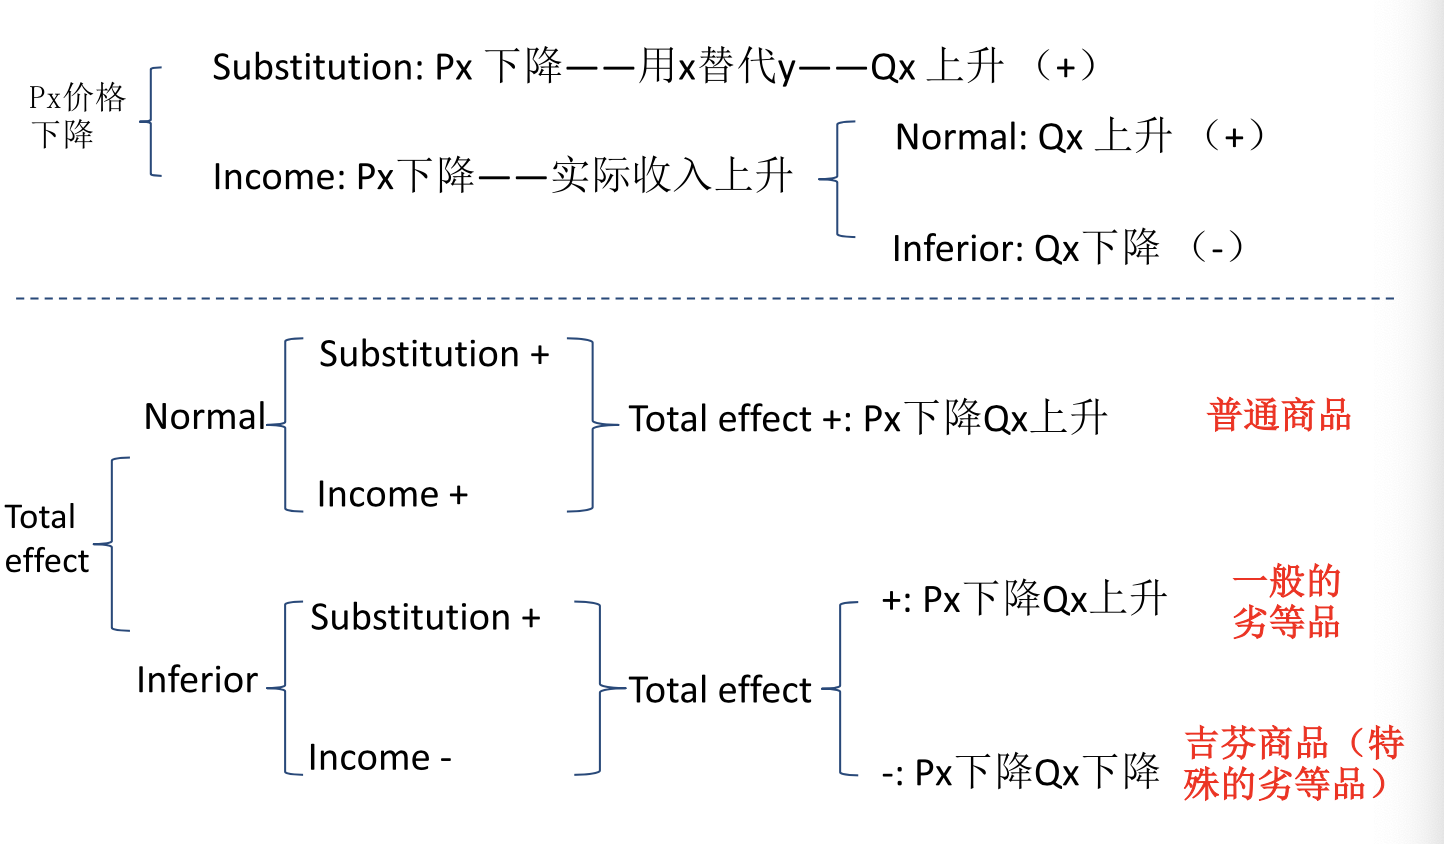 Substitution: Px 下降——用x替代y——Qx 上升 （+）
Px价格
下降
Normal: Qx 上升 （+）
Income: Px下降——实际收入上升
Inferior: Qx下降 （-）
Substitution +
Normal
Total effect +: Px下降Qx上升
普通商品
Income +
Total
effect
Substitution +
Inferior
Total effect
+: Px下降Qx上升
一般的
劣等品
Income -
-: Px下降Qx下降
吉芬商品（特
殊的劣等品）